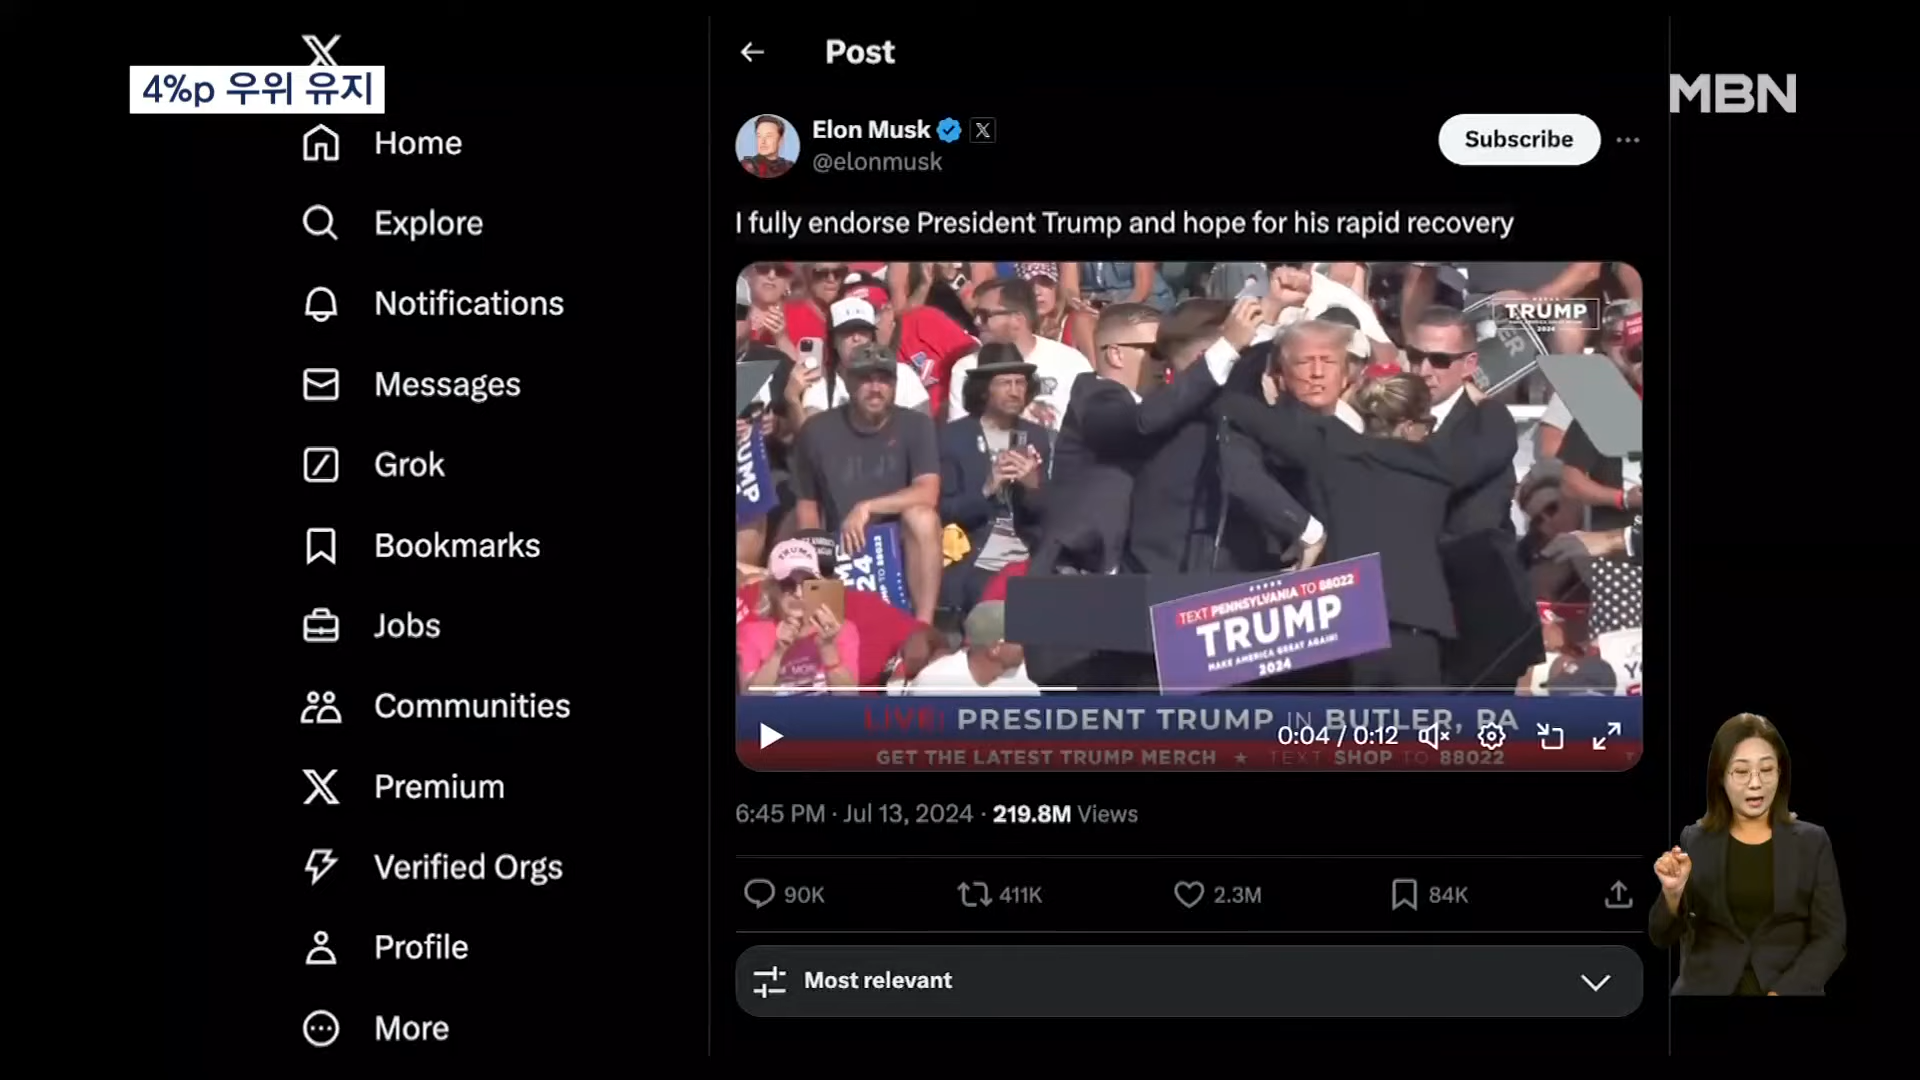 4%p 우위 유지
MBN
Home
Explore
Notifications
Messages
Grok
Bookmarks
Jobs
Communities
Premium
Verified Orgs
Profile
More
Post
Elon Musk
@elonmusk
Subscribe
I fully endorse President Trump and hope for his rapid recovery
TRUMP
2024
TRUMP
TEXT PENNSYLVANIA TO 88022
TRUMP
MAKE AMERICA GREAT AGAIN!
2024
LIVE: PRESIDENT TRUMP IN BUTLER, PA
0:04 / 0:12
GET THE LATEST TRUMP MERCH ★ TEXT SHOP TO 88022
6:45 PM · Jul 13, 2024 · 219.8M Views
90K
411K
2.3M
84K
Most relevant